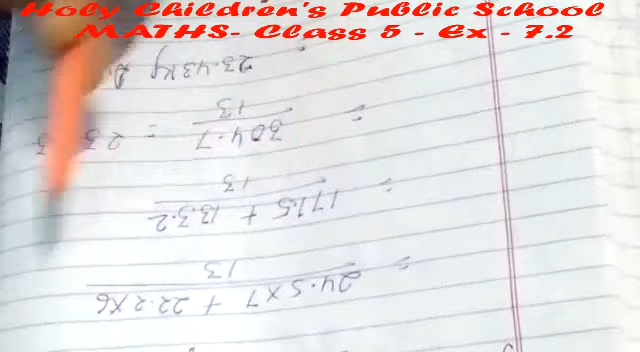 Holy Children's Public School
MATHS- Class 5 - Ex - 7.2
= 24.5×7 + 22.2×6
13
= 171.5 + 133.2
13
= 304.7 =
13
23.43 kg